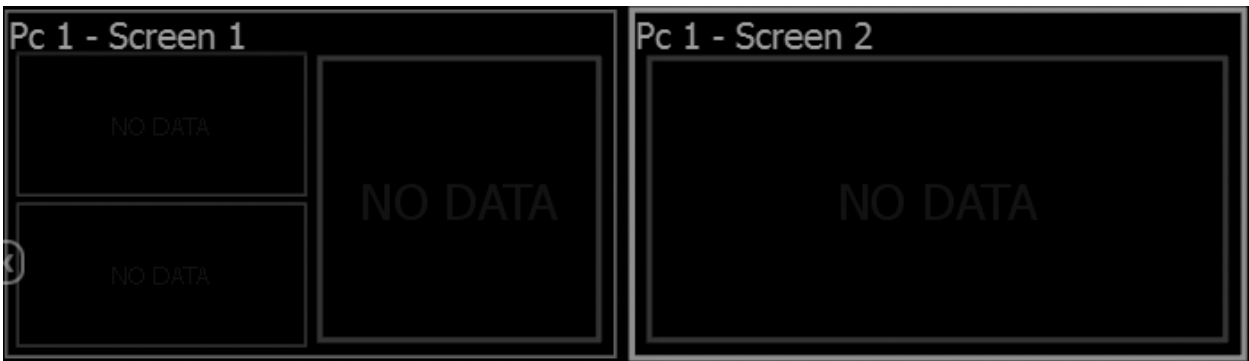 Pc 1 - Screen 1
NO DATA
NO DATA
NO DATA
Pc 1 - Screen 2
NO DATA